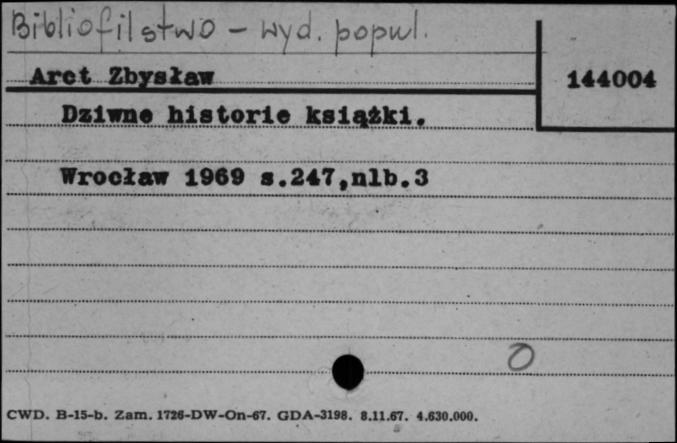 Bibliofilstwo - wyd. popul.
Arct Zbysław
144004
Dziwne historie książki.
Wrocław 1969 s.247,nlb.3
O
CWD. B-15-b. Zam. 1726-DW-On-67. GDA-3198. 8.11.67. 4.630.000.